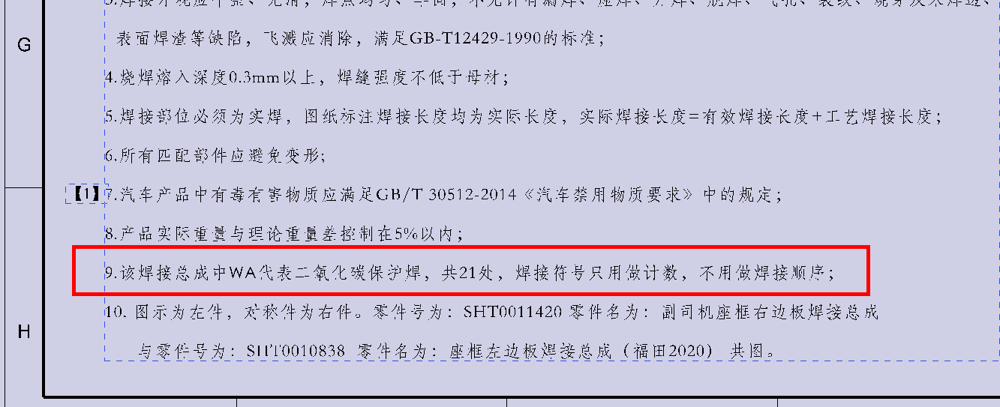 表面焊渣等缺陷，飞溅应消除，满足GB-T12429-1990的标准；
G
4.烧焊溶入深度0.3mm以上，焊缝强度不低于母材；
5.焊接部位必须为实焊，图纸标注焊接长度均为实际长度，实际焊接长度=有效焊接长度+工艺焊接长度；
6.所有匹配部件应避免变形;
【1】7.汽车产品中有毒有害物质应满足GB/T 30512-2014《汽车禁用物质要求》中的规定；
8.产品实际重量与理论重量差控制在5%以内；
9.该焊接总成中WA代表二氧化碳保护焊，共21处，焊接符号只用做计数，不用做焊接顺序；
10. 图示为左件，对称件为右件。零件号为：SHT0011420 零件名为：副司机座框右边板焊接总成
H
与零件号为：SHT0010838 零件名为：座框左边板焊接总成（福田2020） 共图。